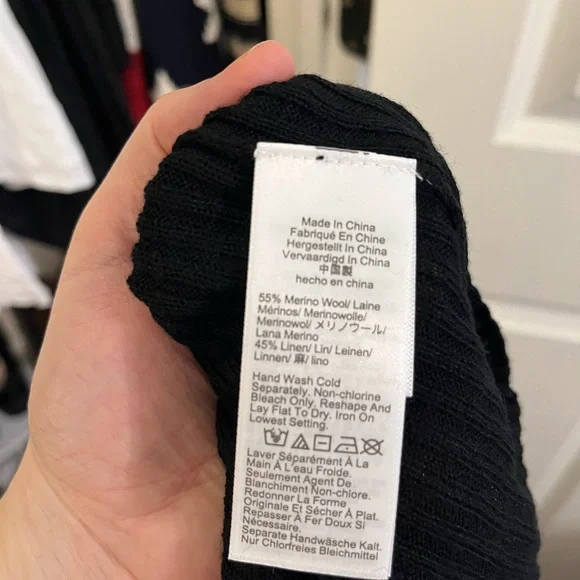 Made In China
Fabriqué En Chine
Hergestellt In China
Vervaardigd In China
中国製
hecho en china
55% Merino Wool/ Laine
Mérinos/ Merinowolle/
Merinowol/ メリノウール/
Lana Merino
45% Linen/ Lin/ Leinen/
Linnen/ 麻/ lino
Hand Wash Cold
Separately. Non-chlorine
Bleach Only. Reshape And
Lay Flat To Dry. Iron On
Lowest Setting.
Laver Séparément À La
Main À L'eau Froide.
Seulement Agent De
Blanchiment Non-chlore.
Redonner La Forme
Originale Et Sécher À Plat.
Repasser À Fer Doux Si
Nécessaire.
Separate Handwäsche Kalt.
Nur Chlorfreies Bleichmittel